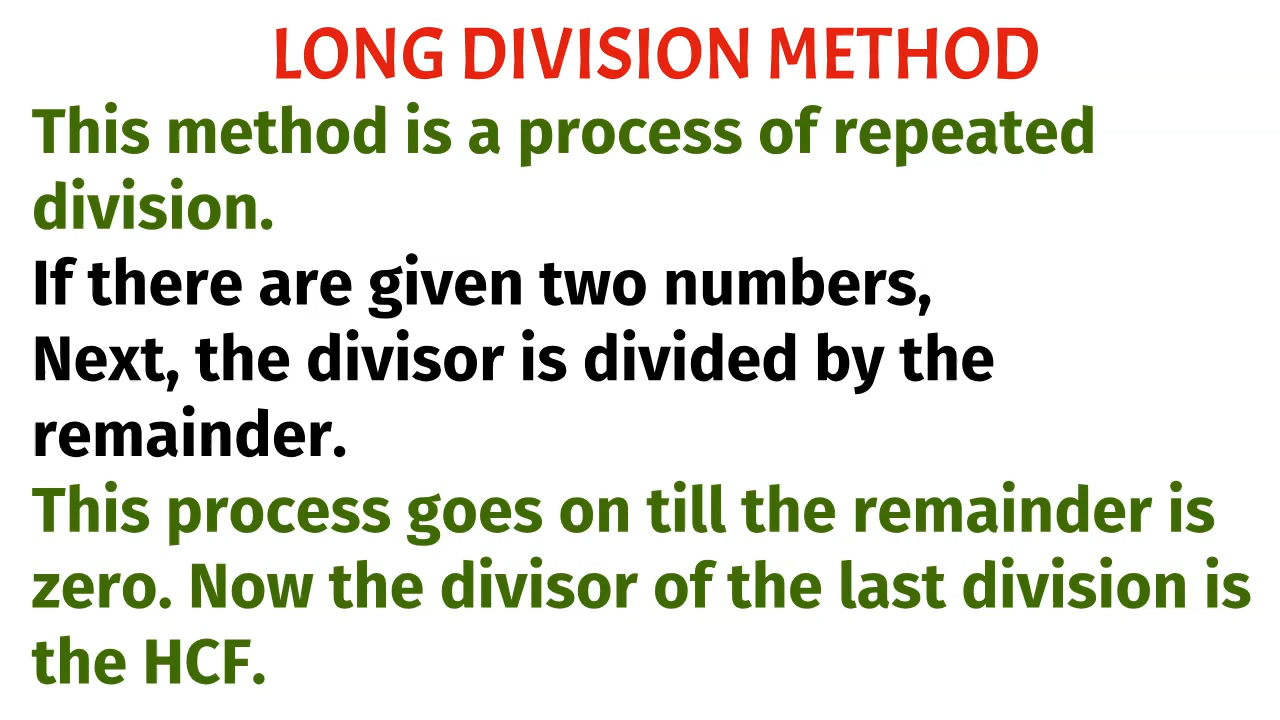 LONG DIVISION METHOD
This method is a process of repeated
division.
If there are given two numbers,
Next, the divisor is divided by the
remainder.
This process goes on till the remainder is
zero. Now the divisor of the last division is
the HCF.